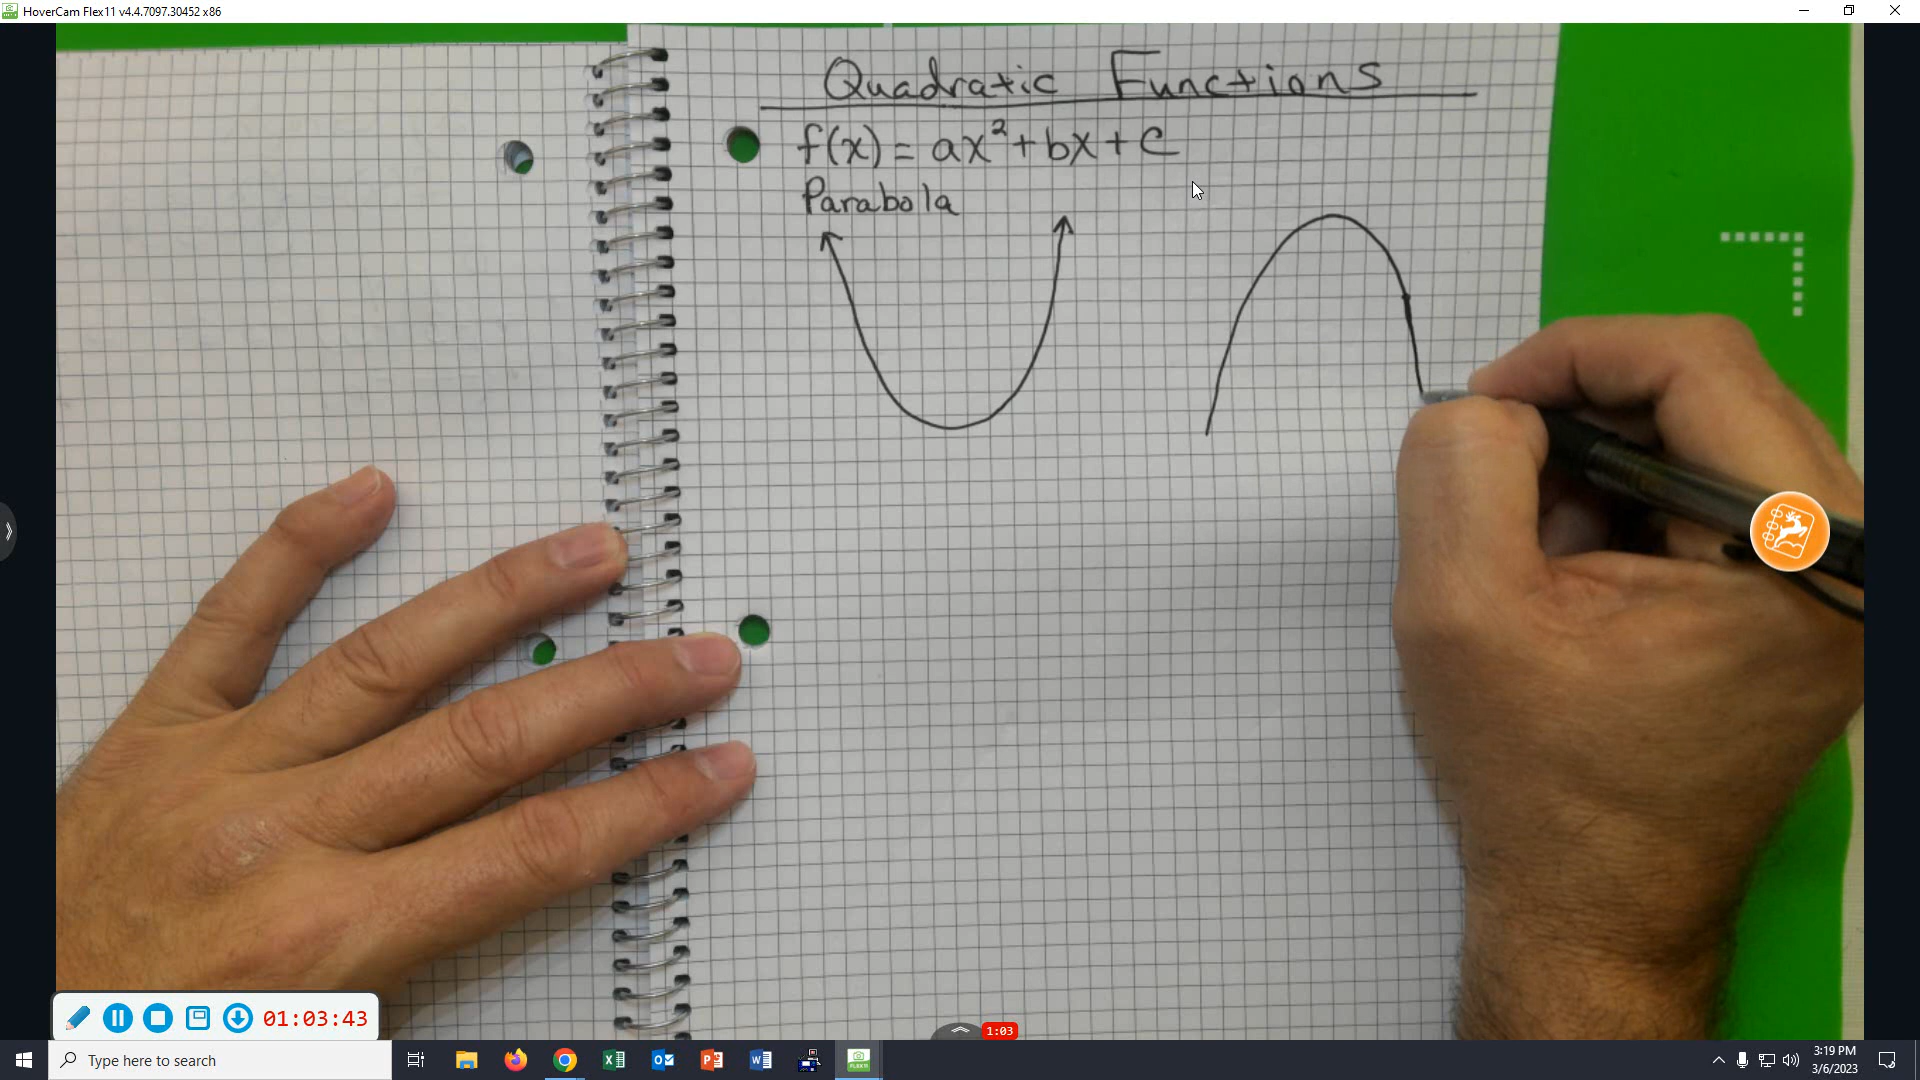 HoverCam Flex11 v4.4.7097.30452 x86
Quadratic Functions
f(x) = ax²+bx+c
Parabola
01:03:43
1:03
Type here to search
3:19 PM
3/6/2023